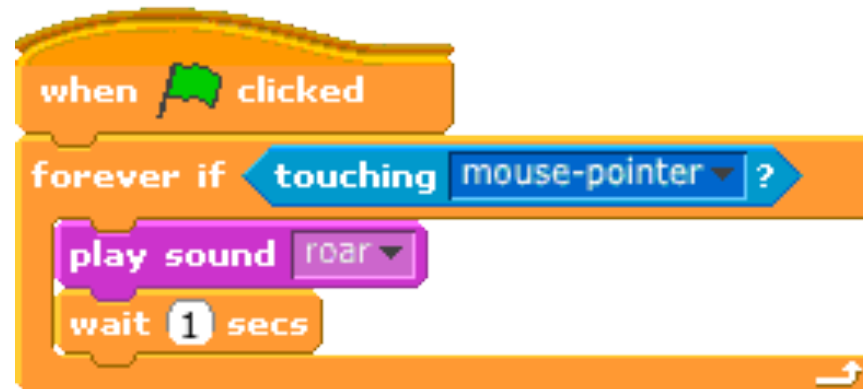 when clicked
forever if touching mouse-pointer ?
play sound roar
wait 1 secs